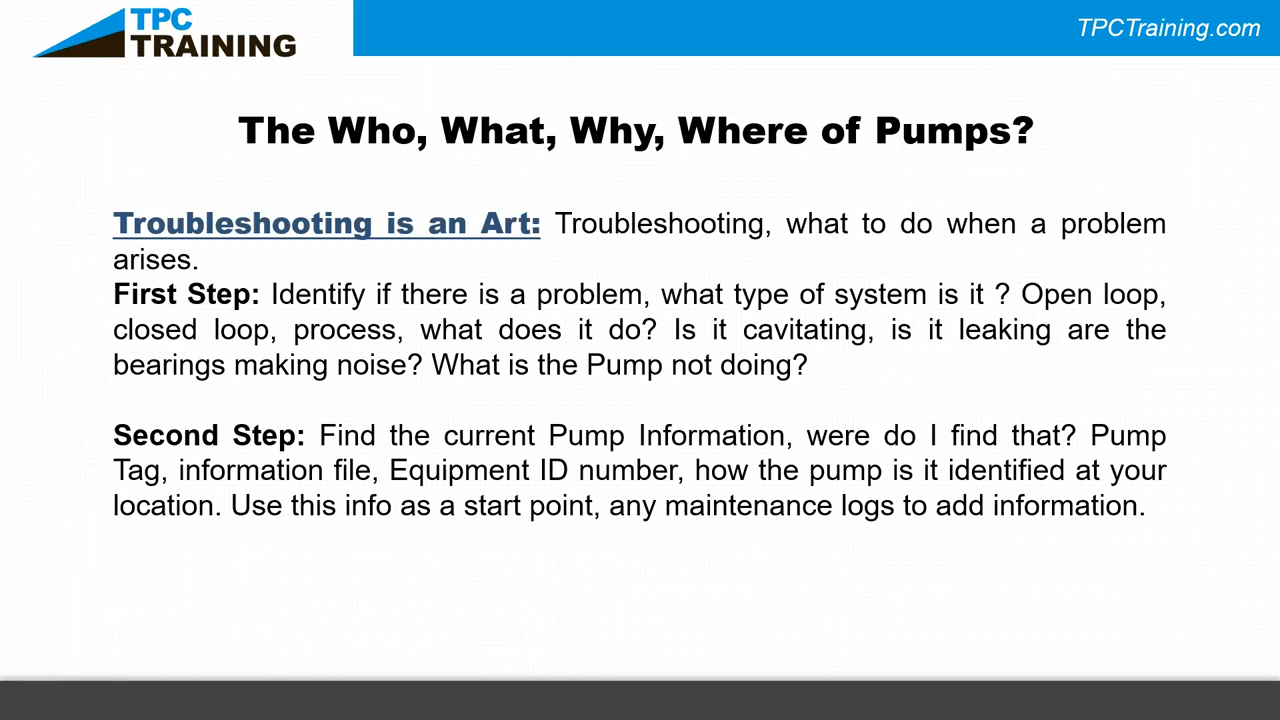 TPC
TRAINING
TPCTraining.com
The Who, What, Why, Where of Pumps?
Troubleshooting is an Art: Troubleshooting, what to do when a problem
arises.
First Step: Identify if there is a problem, what type of system is it ? Open loop,
closed loop, process, what does it do? Is it cavitating, is it leaking are the
bearings making noise? What is the Pump not doing?
Second Step: Find the current Pump Information, were do I find that? Pump
Tag, information file, Equipment ID number, how the pump is it identified at your
location. Use this info as a start point, any maintenance logs to add information.